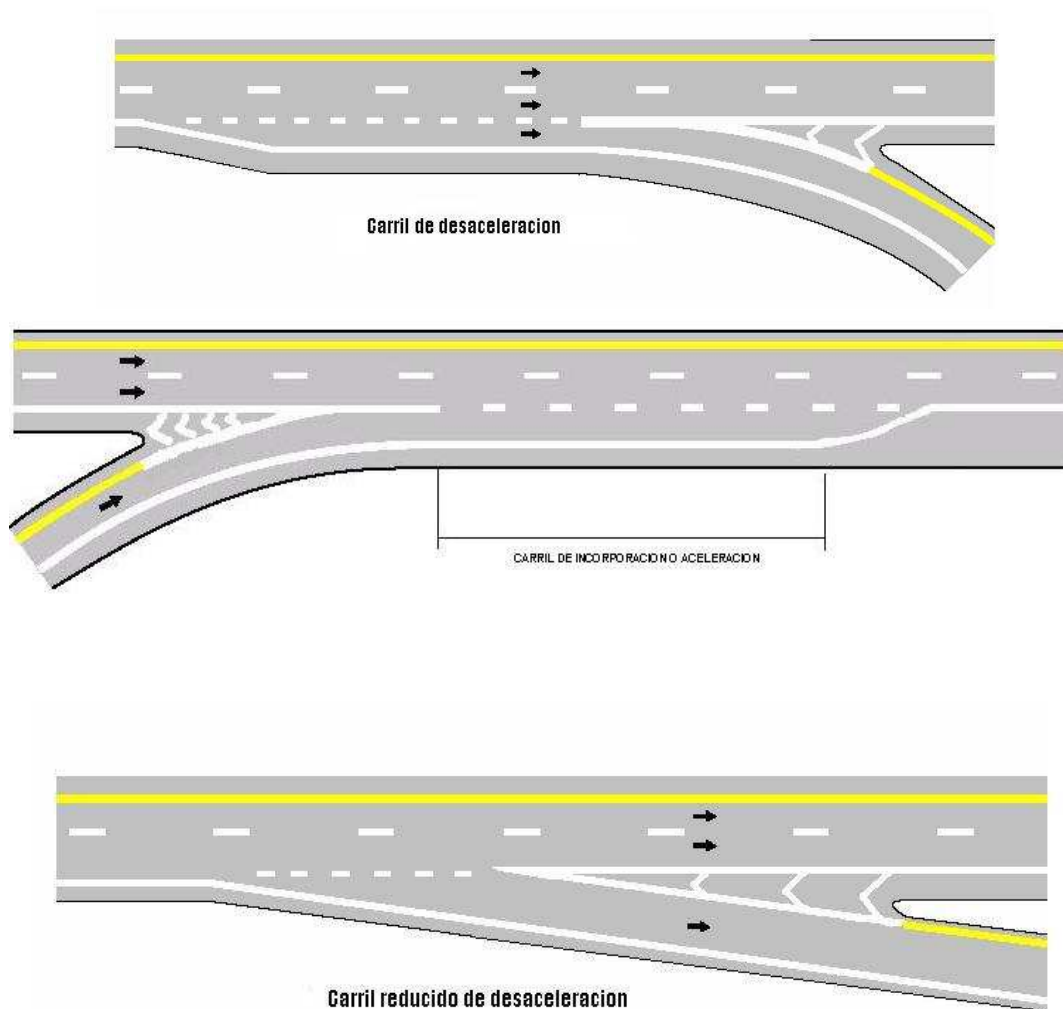 Carril de desaceleracion
CARRIL DE INCORPORACION O ACELERACION
Carril reducido de desaceleracion